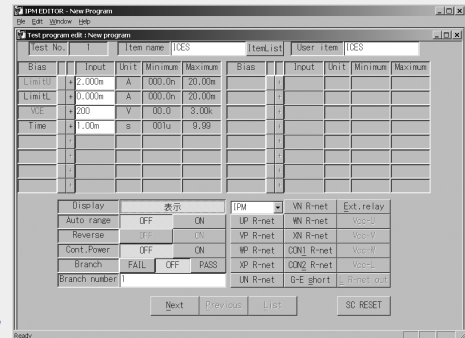 IPM EDITOR - New Program
File Edit Window Help
Test program edit : New program
Test No. 1 Item name ICES ItemList User item ICES
Bias Input Unit Minimum Maximum Bias Input Unit Minimum Maximum
LimitU + 2.000m A 000.0n 20.00m
LimitL + 0.000m A 000.0n 20.00m
VCE + 200 V 00.0 3.00k
Time + 1.00m s 001u 9.99
Display 表示 IPM VN R-net Ext.relay
Auto range OFF ON UP R-net WN R-net Vcc-U
Reverse OFF ON VP R-net XN R-net Vcc-V
Cont.Power OFF ON WP R-net CON1 R-net Vcc-W
Branch FAIL OFF PASS XP R-net CON2 R-net Vcc-L
Branch number 1 UN R-net G-E short L R-net out
Next Previous List SC RESET
Ready